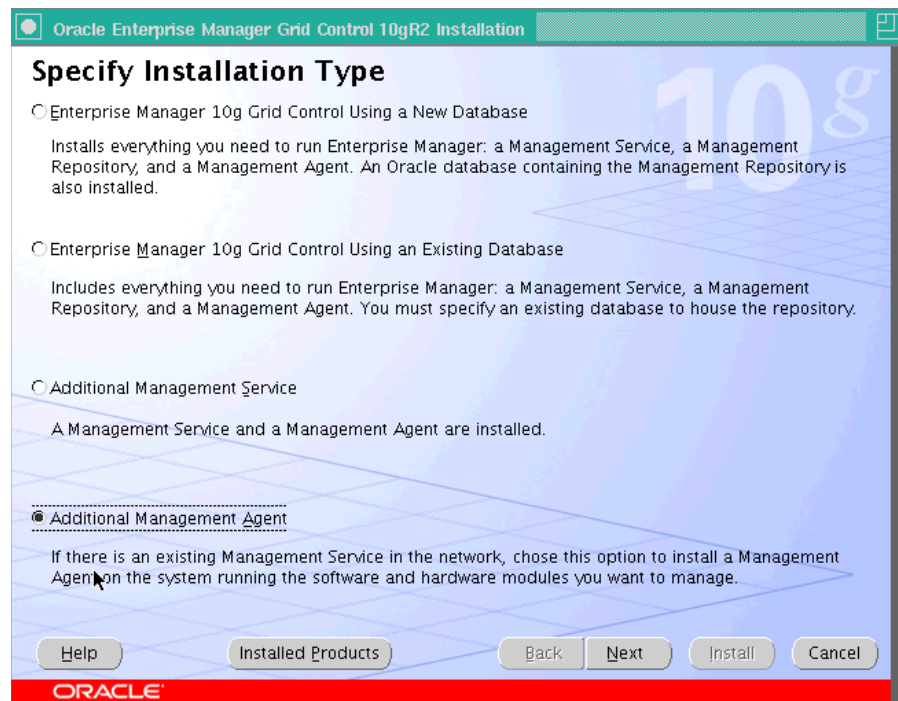 Oracle Enterprise Manager Grid Control 10gR2 Installation
Specify Installation Type
10g
Enterprise Manager 10g Grid Control Using a New Database
Installs everything you need to run Enterprise Manager: a Management Service, a Management
Repository, and a Management Agent. An Oracle database containing the Management Repository is
also installed.
Enterprise Manager 10g Grid Control Using an Existing Database
Includes everything you need to run Enterprise Manager: a Management Service, a Management
Repository, and a Management Agent. You must specify an existing database to house the repository.
Additional Management Service
A Management Service and a Management Agent are installed.
Additional Management Agent
If there is an existing Management Service in the network, chose this option to install a Management
Agent on the system running the software and hardware modules you want to manage.
Help Installed Products Back Next Install Cancel
ORACLE